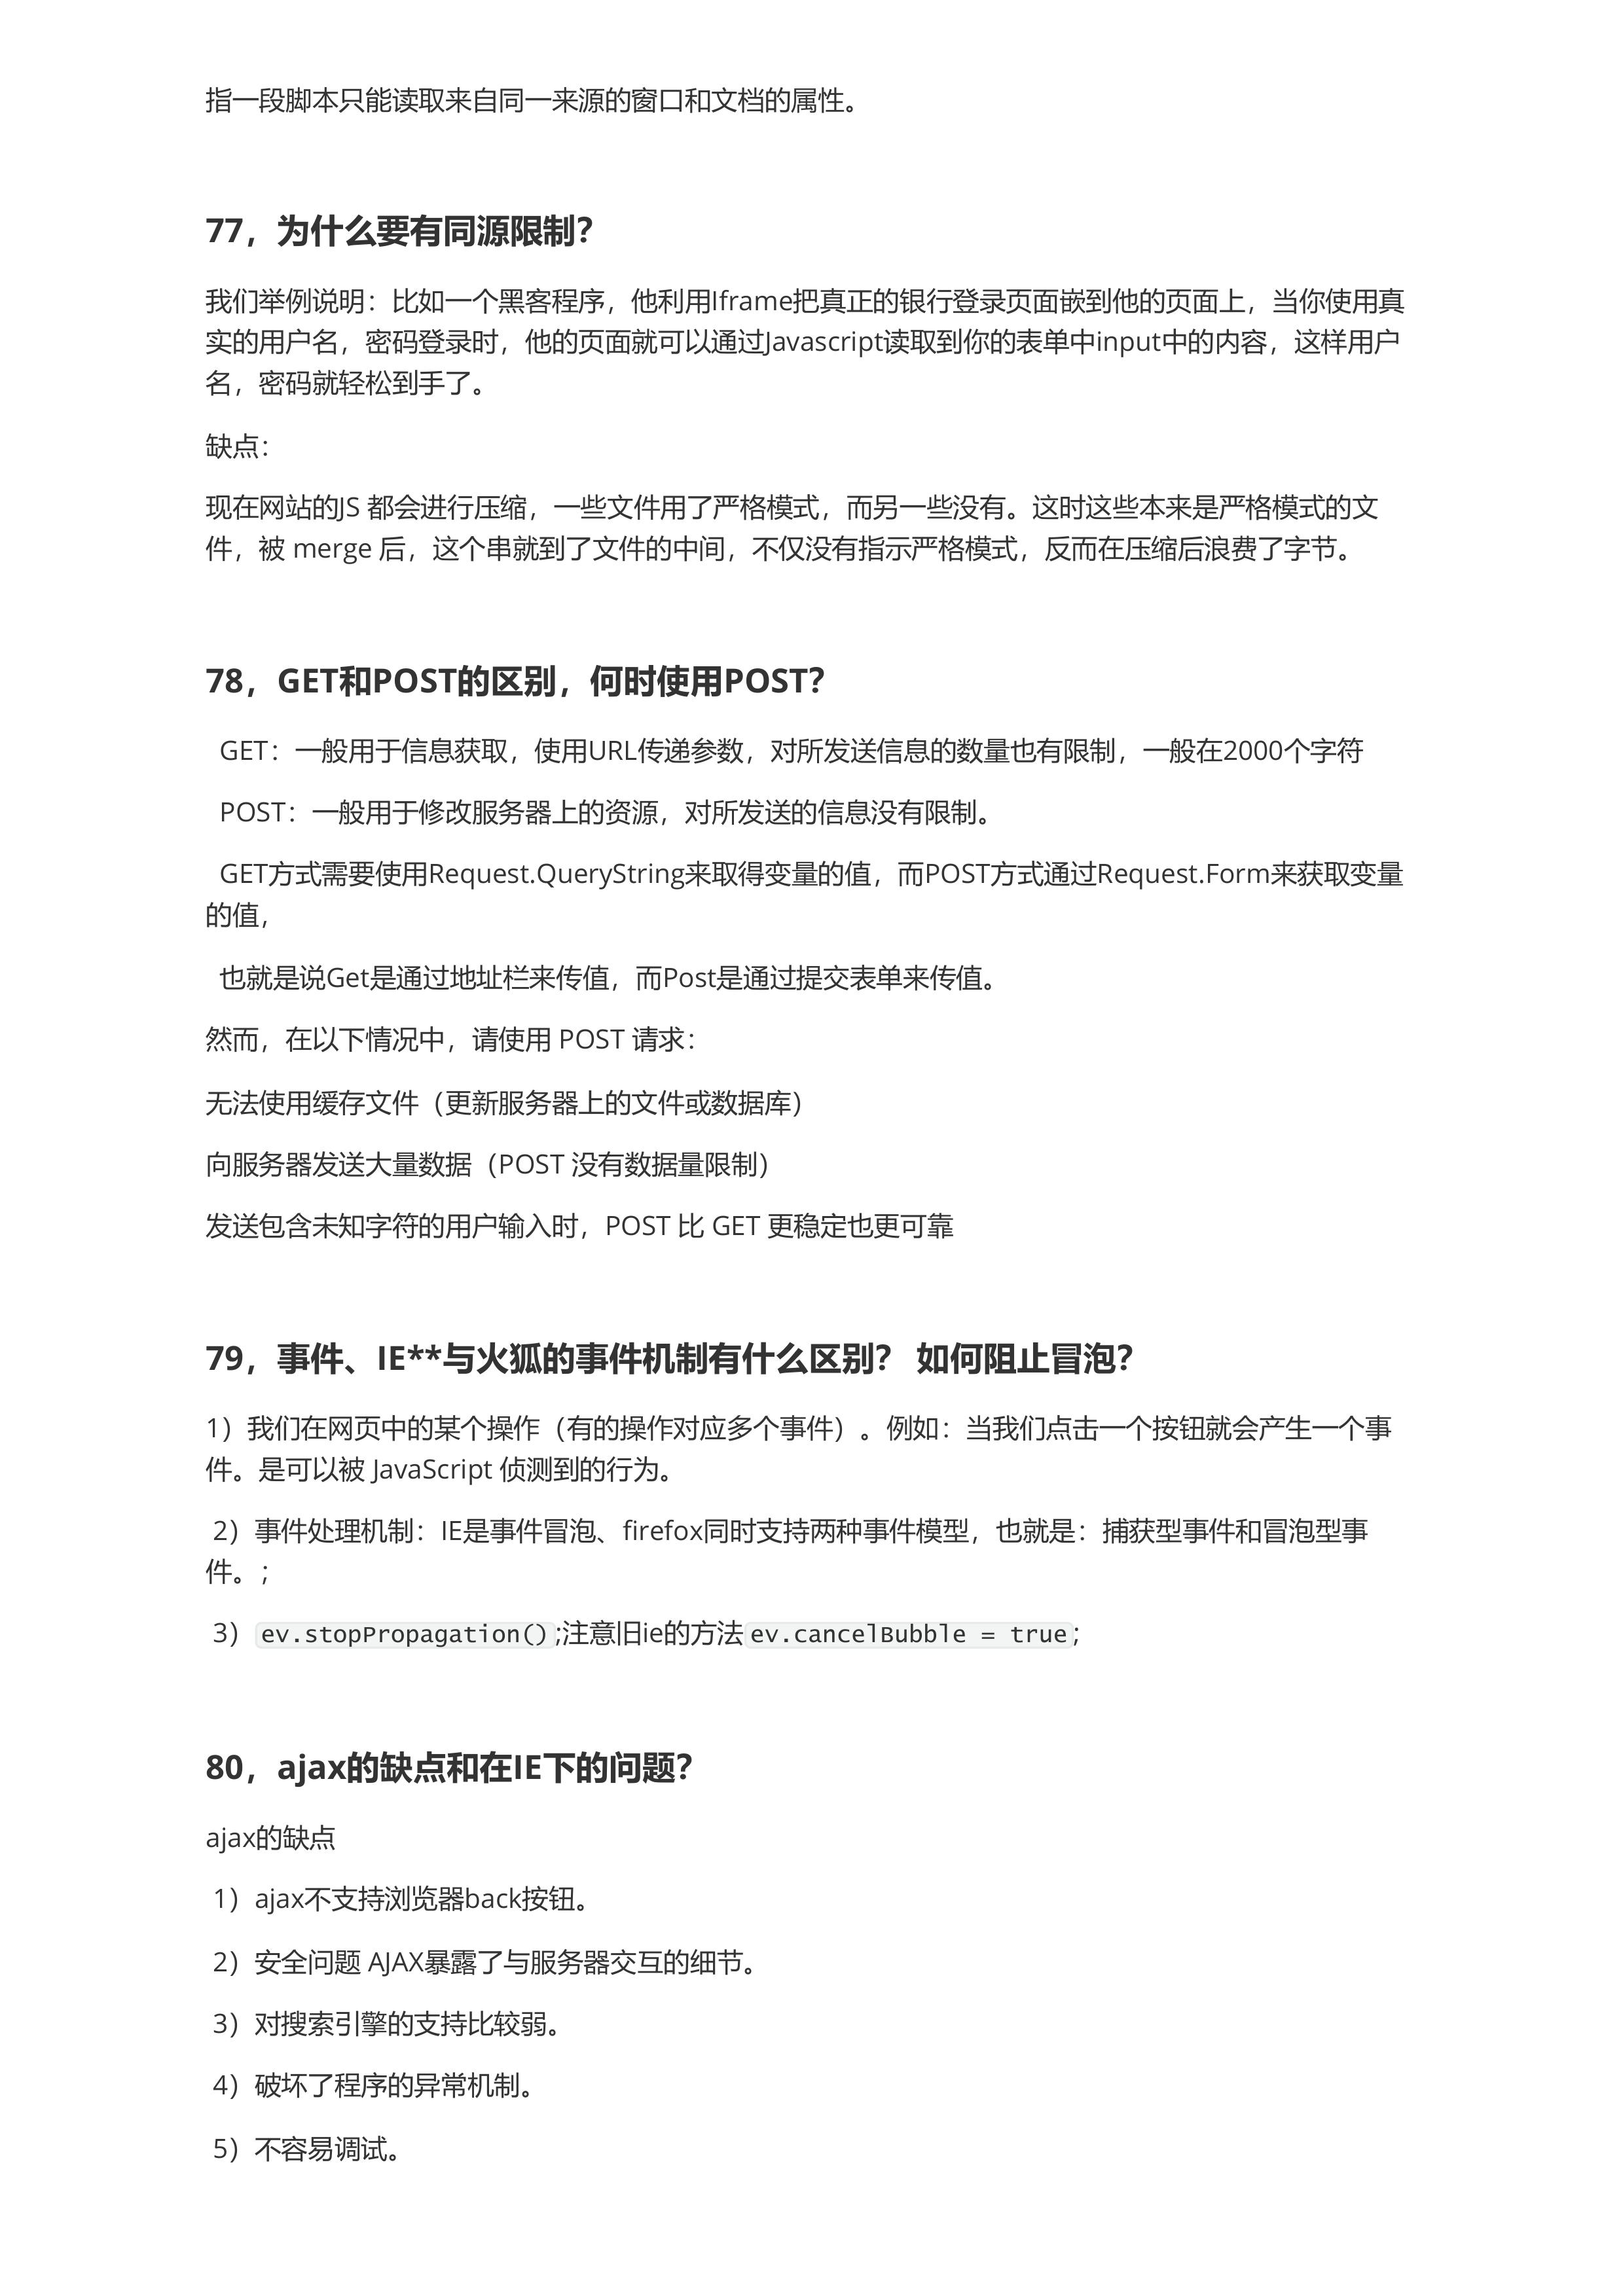 指一段脚本只能读取来自同一来源的窗口和文档的属性。
77，为什么要有同源限制？
我们举例说明：比如一个黑客程序，他利用Iframe把真正的银行登录页面嵌到他的页面上，当你使用真
实的用户名，密码登录时，他的页面就可以通过Javascript读取到你的表单中input中的内容，这样用户
名，密码就轻松到手了。
缺点：
现在网站的JS 都会进行压缩，一些文件用了严格模式，而另一些没有。这时这些本来是严格模式的文
件，被 merge 后，这个串就到了文件的中间，不仅没有指示严格模式，反而在压缩后浪费了字节。
78，GET和POST的区别，何时使用POST？
GET：一般用于信息获取，使用URL传递参数，对所发送信息的数量也有限制，一般在2000个字符
POST：一般用于修改服务器上的资源，对所发送的信息没有限制。
GET方式需要使用Request.QueryString来取得变量的值，而POST方式通过Request.Form来获取变量
的值，
也就是说Get是通过地址栏来传值，而Post是通过提交表单来传值。
然而，在以下情况中，请使用 POST 请求：
无法使用缓存文件（更新服务器上的文件或数据库）
向服务器发送大量数据（POST 没有数据量限制）
发送包含未知字符的用户输入时，POST 比 GET 更稳定也更可靠
79，事件、IE**与火狐的事件机制有什么区别？ 如何阻止冒泡？
1）我们在网页中的某个操作（有的操作对应多个事件）。例如：当我们点击一个按钮就会产生一个事
件。是可以被 JavaScript 侦测到的行为。
2）事件处理机制：IE是事件冒泡、firefox同时支持两种事件模型，也就是：捕获型事件和冒泡型事
件。；
3）ev.stopPropagation();注意旧ie的方法ev.cancelBubble = true;
80，ajax的缺点和在IE下的问题？
ajax的缺点
1）ajax不支持浏览器back按钮。
2）安全问题 AJAX暴露了与服务器交互的细节。
3）对搜索引擎的支持比较弱。
4）破坏了程序的异常机制。
5）不容易调试。